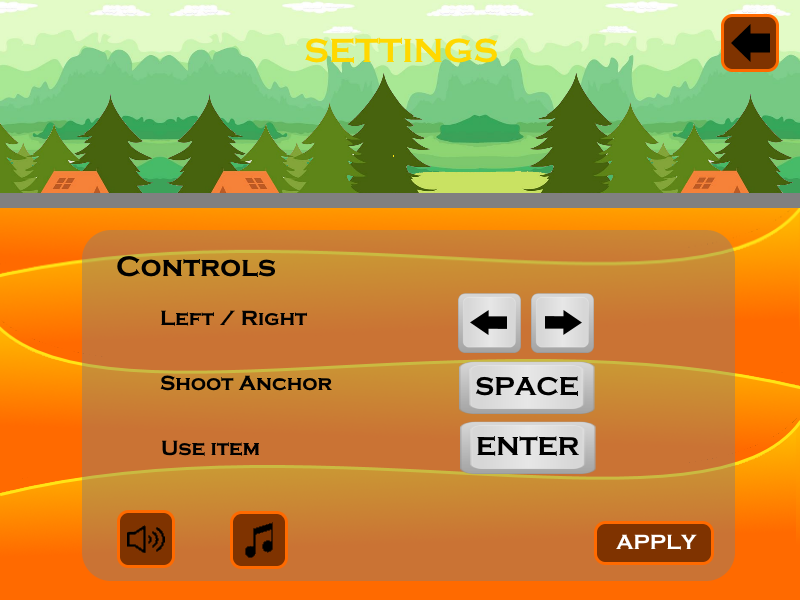 SETTINGS
Controls
Left / Right
Shoot Anchor
SPACE
Use item
ENTER
APPLY